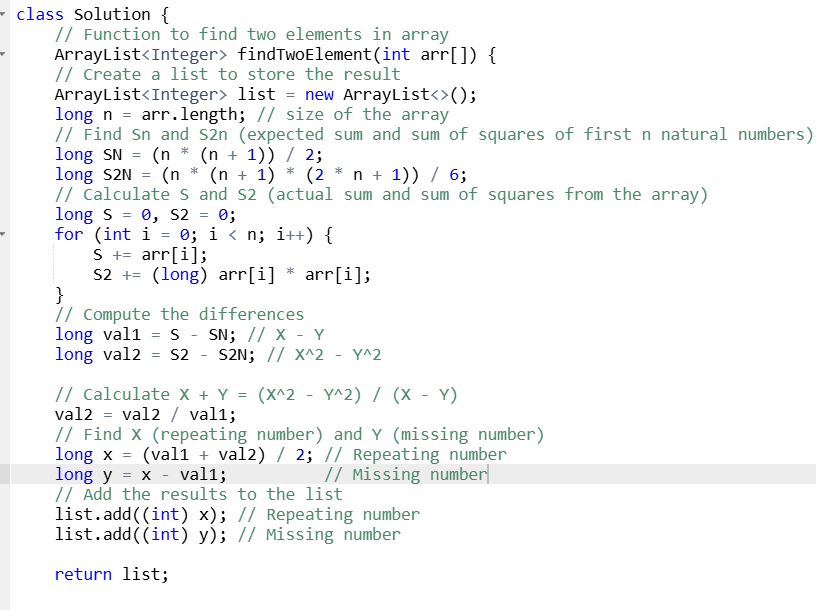 class Solution {
    // Function to find two elements in array
    ArrayList<Integer> findTwoElement(int arr[]) {
    // Create a list to store the result
    ArrayList<Integer> list = new ArrayList<>();
    long n = arr.length; // size of the array
    // Find Sn and S2n (expected sum and sum of squares of first n natural numbers)
    long SN = (n * (n + 1)) / 2;
    long S2N = (n * (n + 1) * (2 * n + 1)) / 6;
    // Calculate S and S2 (actual sum and sum of squares from the array)
    long S = 0, S2 = 0;
    for (int i = 0; i < n; i++) {
        S += arr[i];
        S2 += (long) arr[i] * arr[i];
    }
    // Compute the differences
    long val1 = S - SN; // X - Y
    long val2 = S2 - S2N; // X^2 - Y^2

    // Calculate X + Y = (X^2 - Y^2) / (X - Y)
    val2 = val2 / val1;
    // Find X (repeating number) and Y (missing number)
    long x = (val1 + val2) / 2; // Repeating number
    long y = x - val1;          // Missing number
    // Add the results to the list
    list.add((int) x); // Repeating number
    list.add((int) y); // Missing number

    return list;